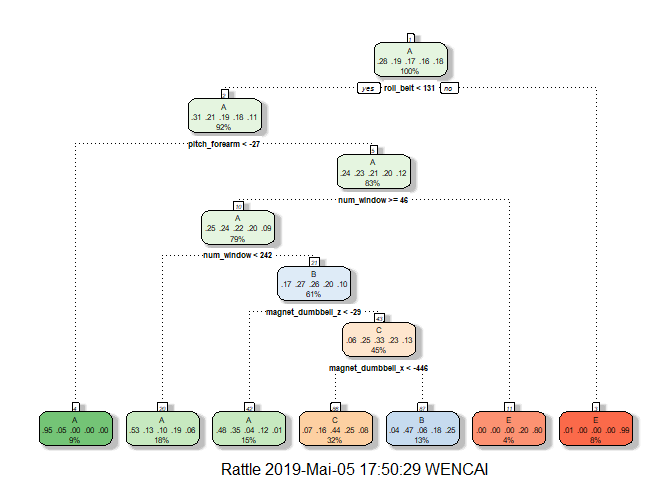 1
A
.28 .19 .17 .16 .18
100%
yes roll_belt < 131 no
2
A
.31 .21 .19 .18 .11
92%
pitch_forearm < -27
5
A
.24 .23 .21 .20 .12
83%
num_window >= 46
10
A
.25 .24 .22 .20 .09
79%
num_window < 242
21
B
.17 .27 .26 .20 .10
61%
magnet_dumbbell_z < -29
43
C
.06 .25 .33 .23 .13
45%
magnet_dumbbell_x < -446
4
A
.95 .05 .00 .00 .00
9%
20
A
.53 .13 .10 .19 .06
18%
42
A
.48 .35 .04 .12 .01
15%
86
C
.07 .16 .44 .25 .08
32%
87
B
.04 .47 .06 .18 .25
13%
11
E
.00 .00 .00 .20 .80
4%
3
E
.01 .00 .00 .00 .99
8%
Rattle 2019-Mai-05 17:50:29 WENCAI